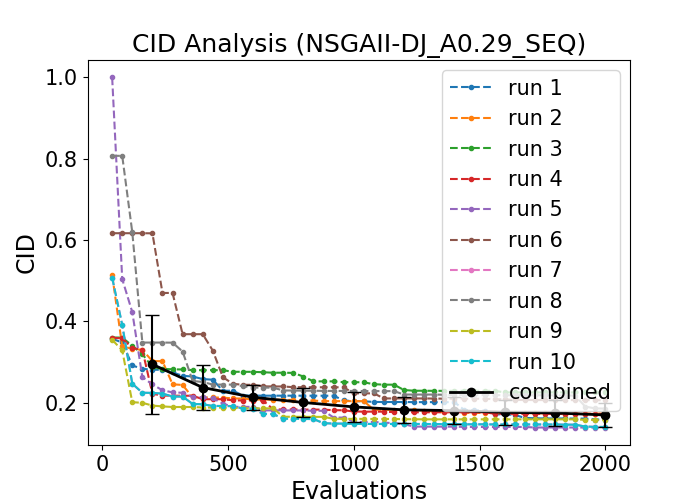 CID Analysis (NSGAII-DJ_A0.29_SEQ)
CID
1.0
0.8
0.6
0.4
0.2
run 1
run 2
run 3
run 4
run 5
run 6
run 7
run 8
run 9
run 10
combined
0
500
1000
1500
2000
Evaluations